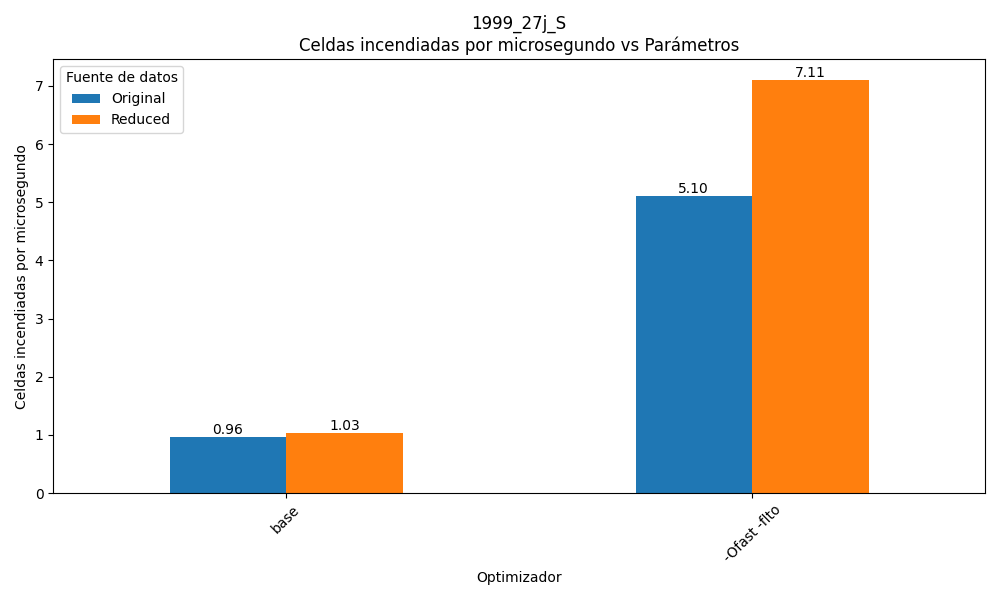 1999_27j_S
Celdas incendiadas por microsegundo vs Parámetros
Fuente de datos
Original
Reduced
Celdas incendiadas por microsegundo
7
6
5
4
3
2
1
0
0.96
1.03
5.10
7.11
base
-Ofast -flto
Optimizador